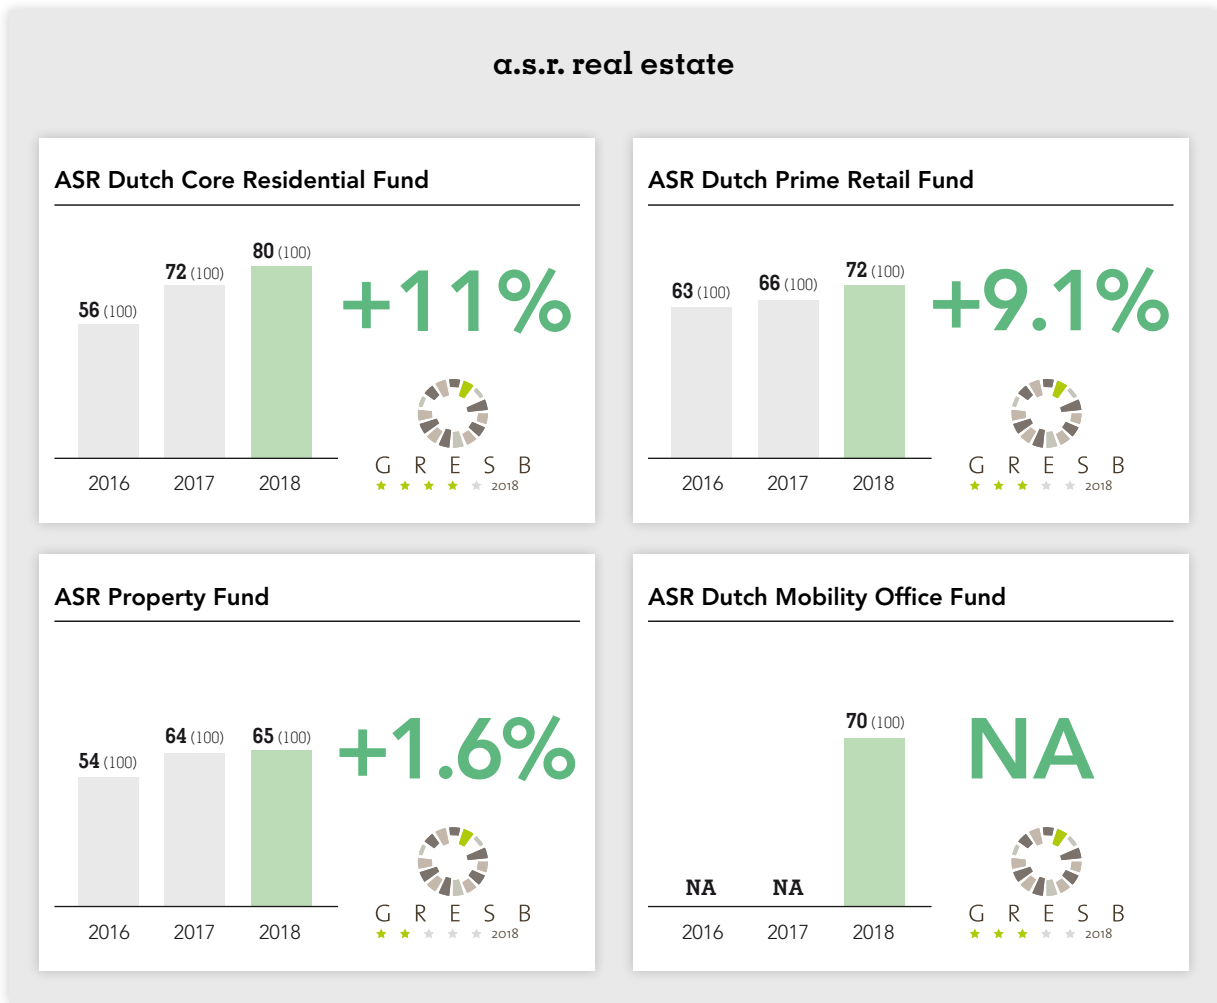 a.s.r. real estate
ASR Dutch Core Residential Fund
56 (100)
72 (100)
80 (100)
+11%
2016 2017 2018
G R E S B
2018
ASR Dutch Prime Retail Fund
63 (100)
66 (100)
72 (100)
+9.1%
2016 2017 2018
G R E S B
2018
ASR Property Fund
54 (100)
64 (100)
65 (100)
+1.6%
2016 2017 2018
G R E S B
2018
ASR Dutch Mobility Office Fund
NA
NA
70 (100)
NA
2016 2017 2018
G R E S B
2018